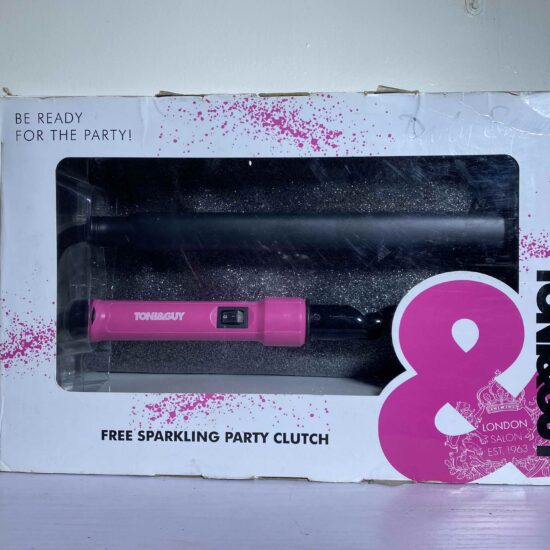 BE READY
FOR THE PARTY!
TONI&GUY
FREE SPARKLING PARTY CLUTCH
&
LONDON
SALON
EST. 1963